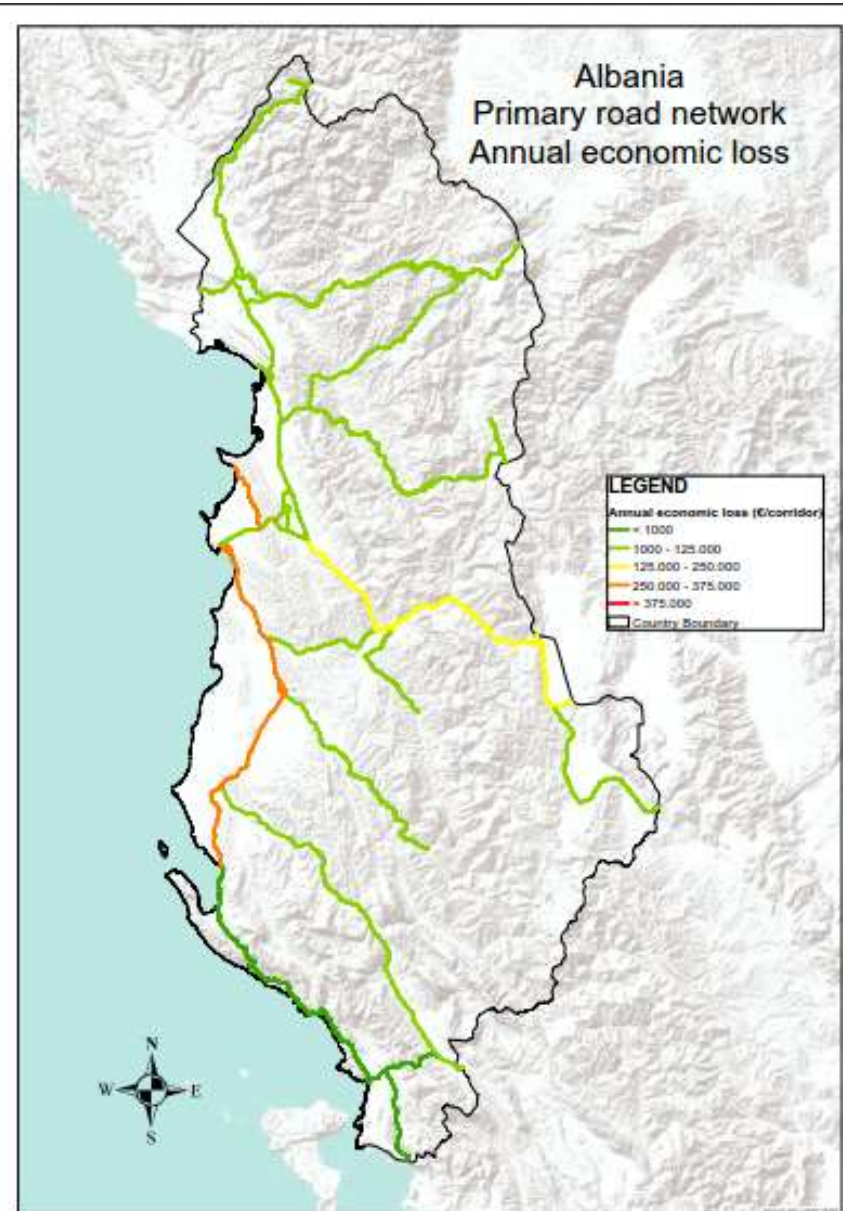 Albania
Primary road network
Annual economic loss
LEGEND
Annual economic loss (€/corridor)
< 1000
1000 - 125.000
125.000 - 250.000
250.000 - 375.000
> 375.000
Country Boundary
N
W E
S